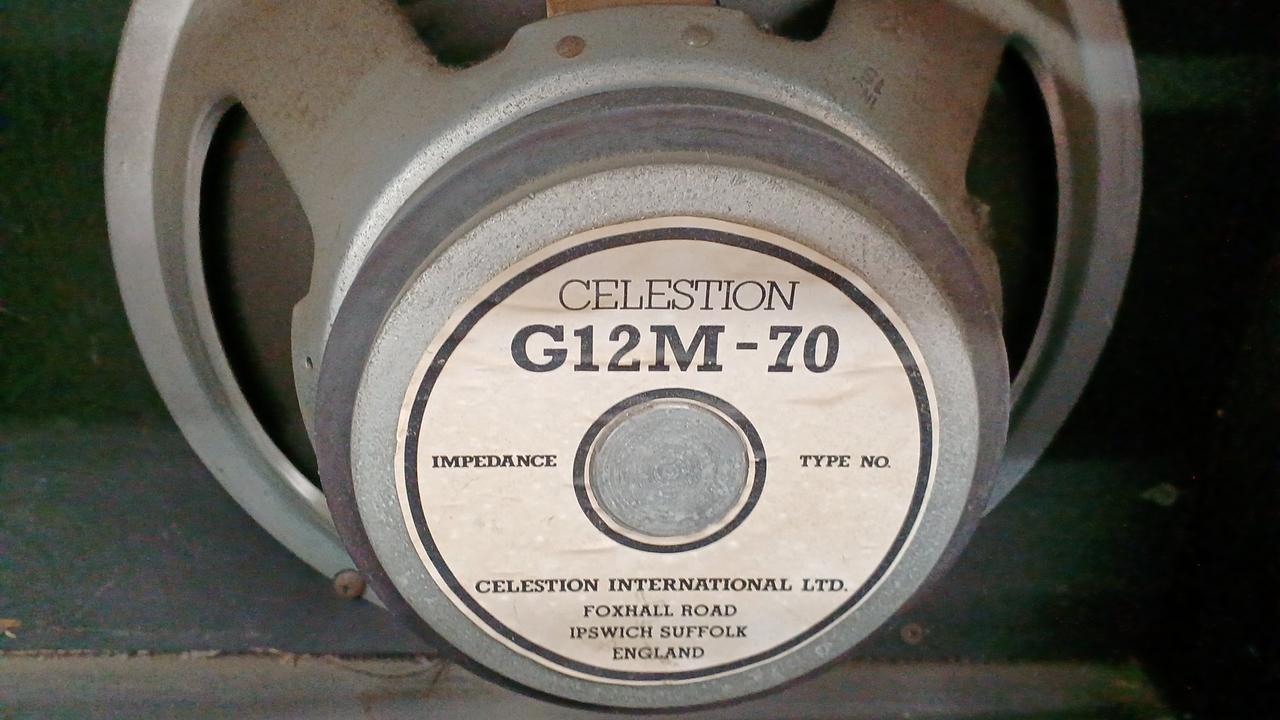 CELESTION
G12M-70
IMPEDANCE TYPE NO.
CELESTION INTERNATIONAL LTD.
FOXHALL ROAD
IPSWICH SUFFOLK
ENGLAND